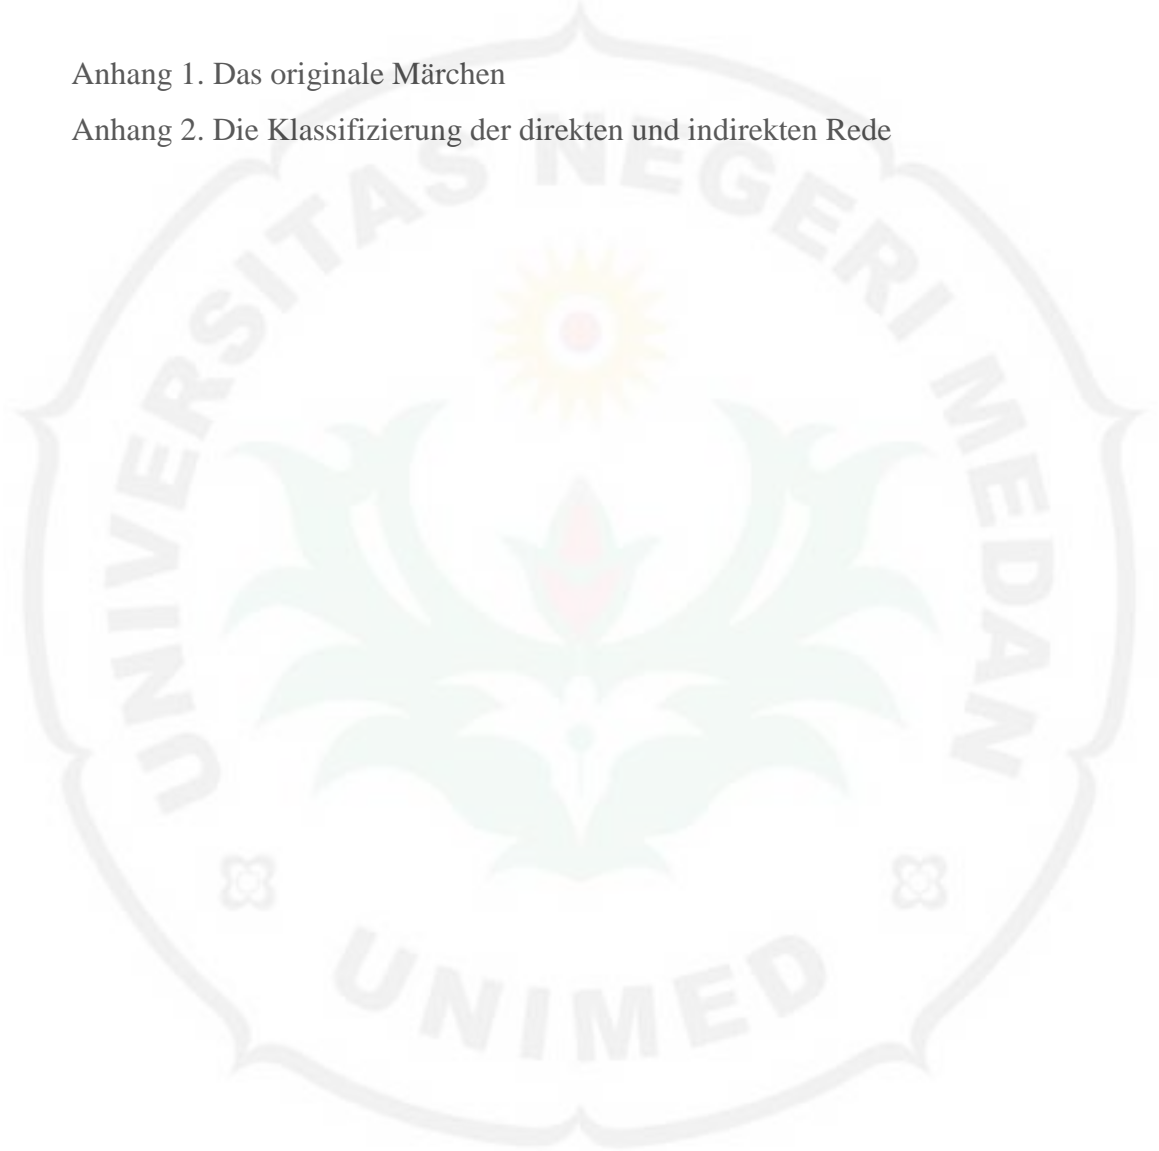 Anhang 1. Das originale Märchen
Anhang 2. Die Klassifizierung der direkten und indirekten Rede
UNIVERSITAS NEGERI MEDAN
UNIMED